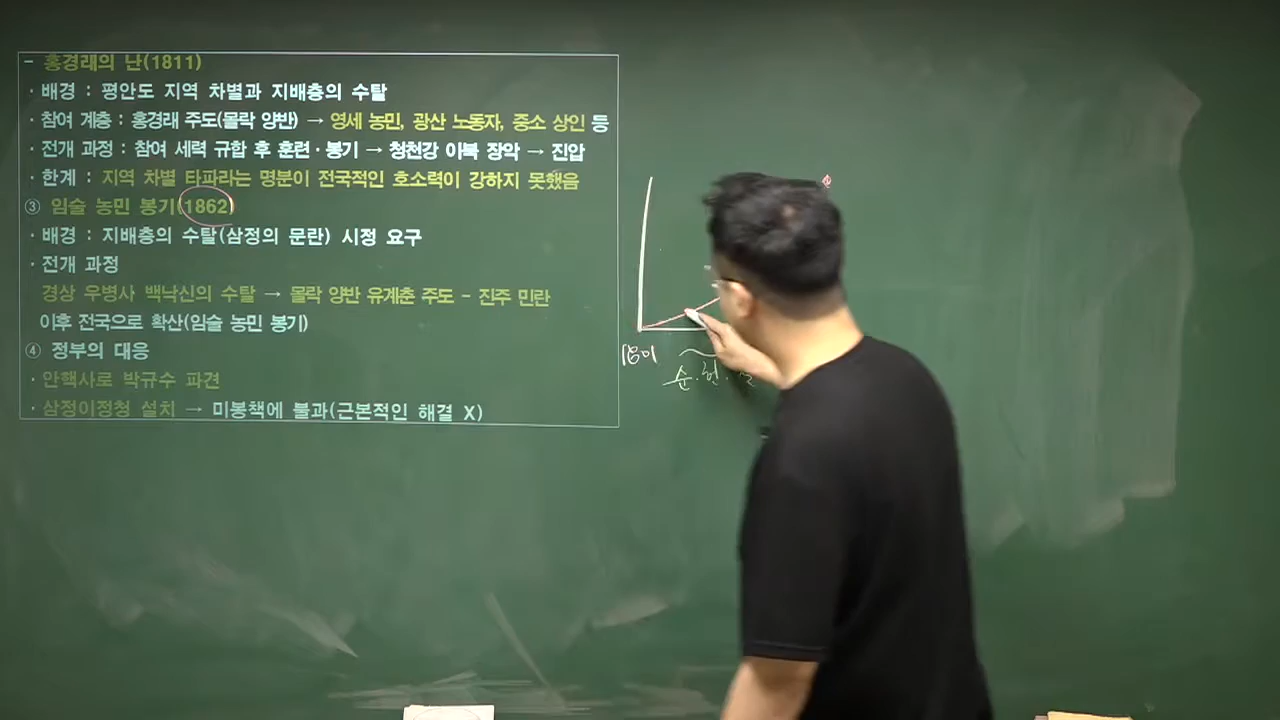 - 홍경래의 난(1811)
· 배경 : 평안도 지역 차별과 지배층의 수탈
· 참여 계층 : 홍경래 주도(몰락 양반) → 영세 농민, 광산 노동자, 중소 상인 등
· 전개 과정 : 참여 세력 규합 후 훈련·봉기 → 청천강 이북 장악 → 진압
· 한계 : 지역 차별 타파라는 명분이 전국적인 호소력이 강하지 못했음
③ 임술 농민 봉기(1862)
· 배경 : 지배층의 수탈(삼정의 문란) 시정 요구
· 전개 과정
경상 우병사 백낙신의 수탈 → 몰락 양반 유계춘 주도 - 진주 민란
이후 전국으로 확산(임술 농민 봉기)
④ 정부의 대응
· 안핵사로 박규수 파견
· 삼정이정청 설치 → 미봉책에 불과(근본적인 해결 X)
순.헌.